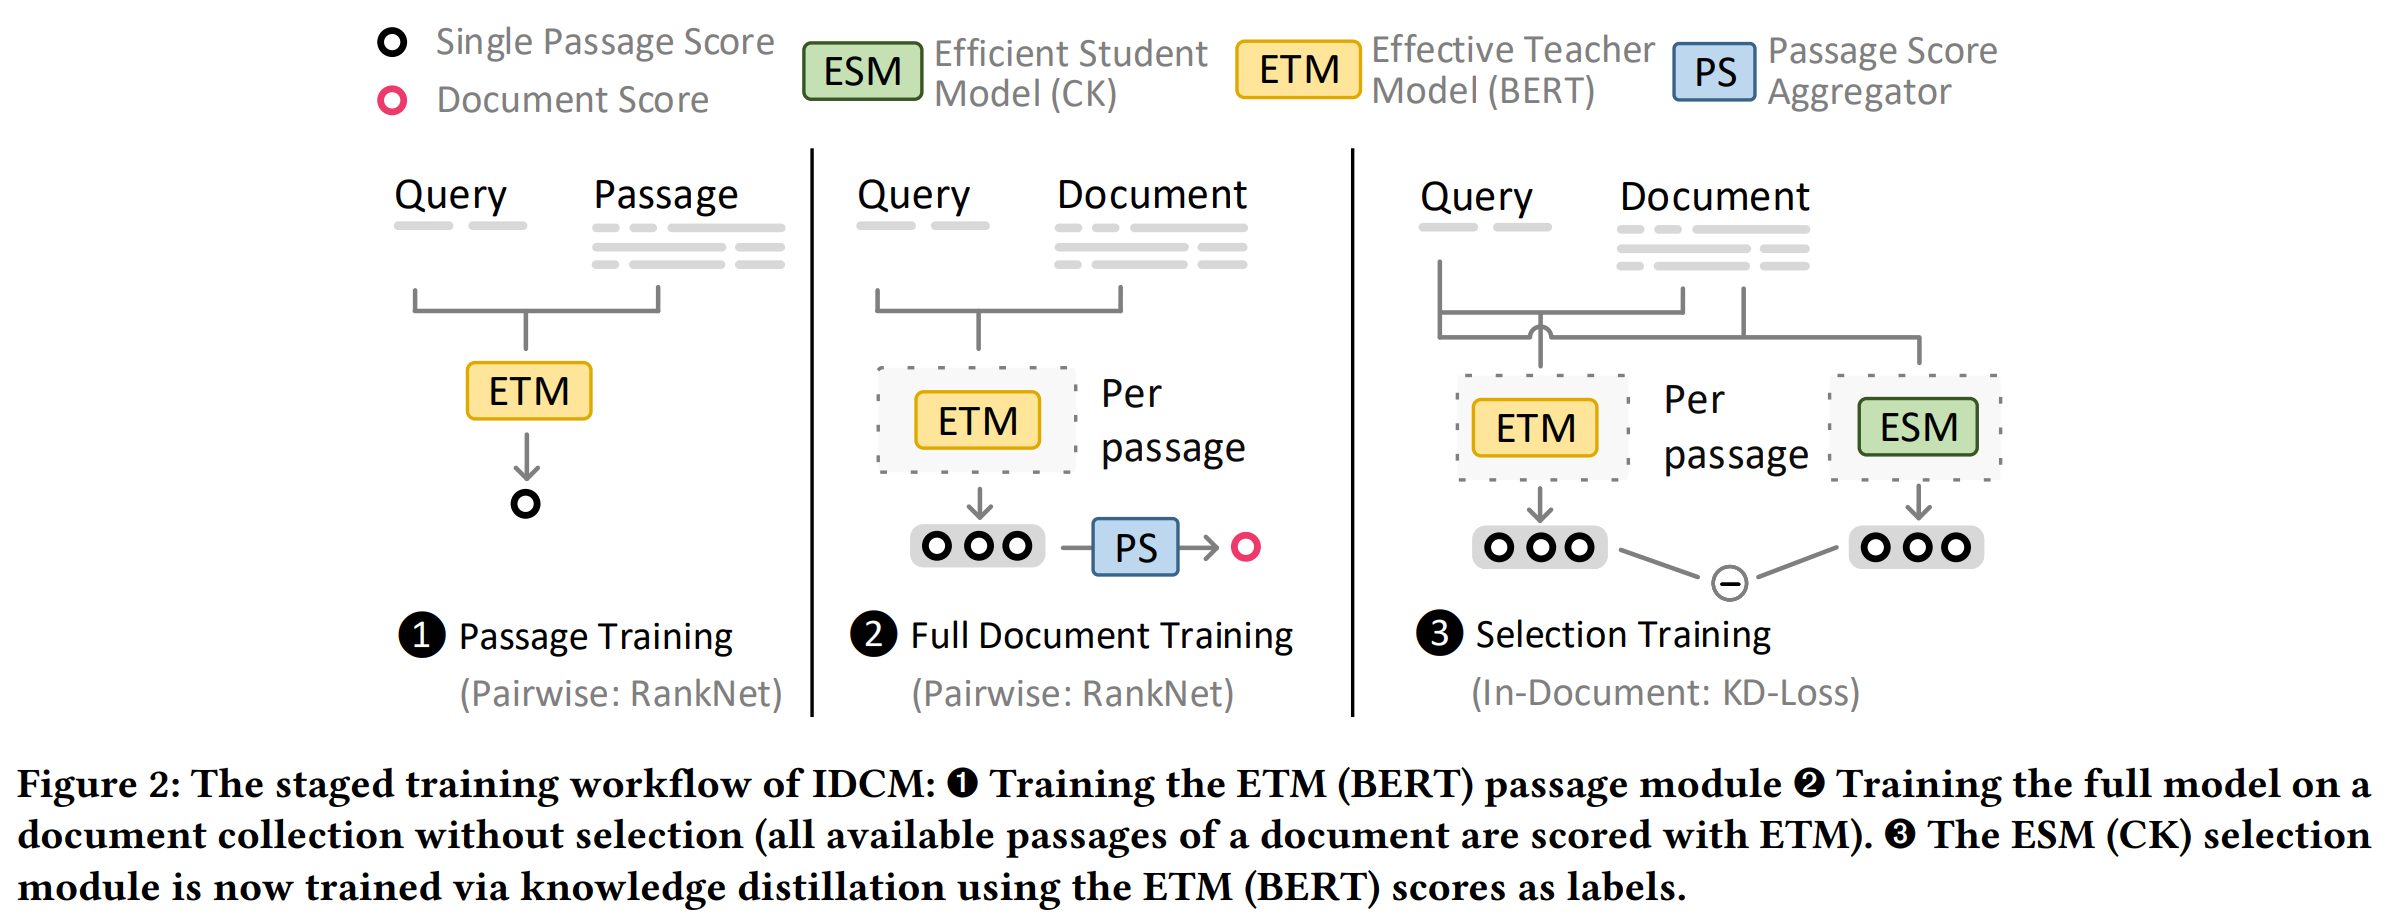 Single Passage Score
Document Score
ESM
Efficient Student
Model (CK)
ETM
Effective Teacher
Model (BERT)
PS
Passage Score
Aggregator
Query
Passage
ETM
1 Passage Training
(Pairwise: RankNet)
Query
Document
ETM
Per
passage
PS
2 Full Document Training
(Pairwise: RankNet)
Query
Document
ETM
Per
passage
ESM
3 Selection Training
(In-Document: KD-Loss)
Figure 2: The staged training workflow of IDCM: ❶ Training the ETM (BERT) passage module ❷ Training the full model on a
document collection without selection (all available passages of a document are scored with ETM). ❸ The ESM (CK) selection
module is now trained via knowledge distillation using the ETM (BERT) scores as labels.